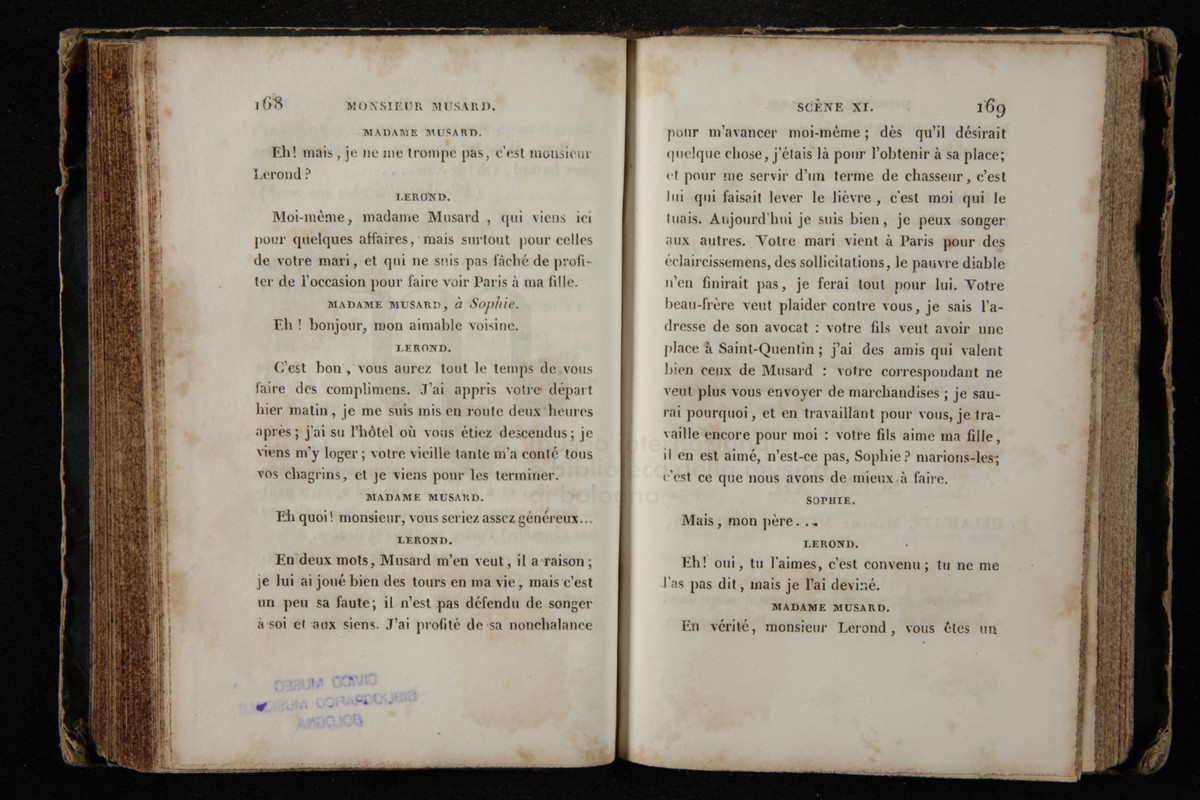 168 MONSIEUR MUSARD.
MADAME MUSARD.
Eh! mais, je ne me trompe pas, c'est monsieur
Lerond?
LEROND.
Moi-même, madame Musard, qui viens ici
pour quelques affaires, mais surtout pour celles
de votre mari, et qui ne suis pas fâché de profi-
ter de l'occasion pour faire voir Paris à ma fille.
MADAME MUSARD, à Sophie.
Eh! bonjour, mon aimable voisine.
LEROND.
C'est bon, vous aurez tout le temps de vous
faire des complimens. J'ai appris votre départ
hier matin, je me suis mis en route deux heures
après; j'ai su l'hôtel où vous étiez descendus; je
viens m'y loger; votre vieille tante m'a conté tous
vos chagrins, et je viens pour les terminer.
MADAME MUSARD.
Eh quoi! monsieur, vous seriez assez généreux...
LEROND.
En deux mots, Musard m'en veut, il a raison;
je lui ai joué bien des tours en ma vie, mais c'est
un peu sa faute; il n'est pas défendu de songer
à soi et aux siens. J'ai profité de sa nonchalance
CIVICO MUSEO
BIBLIOGRAFICO MUSICALE
BOLOGNA
SCÈNE XI. 169
pour m'avancer moi-même; dès qu'il désirait
quelque chose, j'étais là pour l'obtenir à sa place;
et pour me servir d'un terme de chasseur, c'est
lui qui faisait lever le lièvre, c'est moi qui le
tuais. Aujourd'hui je suis bien, je peux songer
aux autres. Votre mari vient à Paris pour des
éclaircissemens, des sollicitations, le pauvre diable
n'en finirait pas, je ferai tout pour lui. Votre
beau-frère veut plaider contre vous, je sais l'a-
dresse de son avocat : votre fils veut avoir une
place à Saint-Quentin; j'ai des amis qui valent
bien ceux de Musard : votre correspondant ne
veut plus vous envoyer de marchandises; je sau-
rai pourquoi, et en travaillant pour vous, je tra-
vaille encore pour moi : votre fils aime ma fille,
il en est aimé, n'est-ce pas, Sophie? marions-les;
c'est ce que nous avons de mieux à faire.
SOPHIE.
Mais, mon père...
LEROND.
Eh! oui, tu l'aimes, c'est convenu; tu ne me
l'as pas dit, mais je l'ai deviné.
MADAME MUSARD.
En vérité, monsieur Lerond, vous êtes un
biblioteca della musica
di bologna